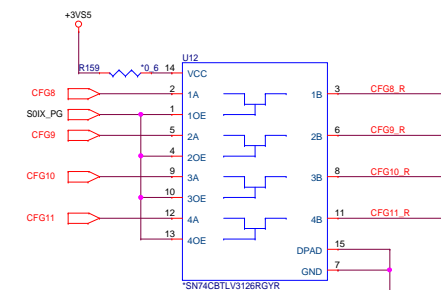 +3VS5
U12
R159 *0_6 14 VCC
CFG8 2 1A 1B 3 CFG8_R
S0IX_PG 1 1OE
CFG9 5 2A 2B 6 CFG9_R
4 2OE
CFG10 9 3A 3B 8 CFG10_R
10 3OE
CFG11 12 4A 4B 11 CFG11_R
13 4OE
DPAD 15
GND 7
*SN74CBTLV3126RGYR